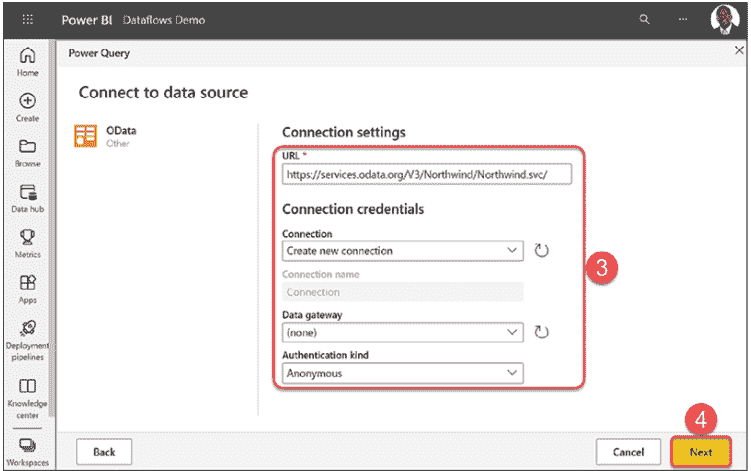 Power BI Dataflows Demo
Power Query
Home
Create
Browse
Data hub
Metrics
Apps
Deployment
pipelines
Knowledge
center
Workspaces
Connect to data source
OData
Other
Connection settings
URL *
https://services.odata.org/V3/Northwind/Northwind.svc/
Connection credentials
Connection
Create new connection
Connection name
Connection
Data gateway
(none)
Authentication kind
Anonymous
3
4
Back
Cancel
Next